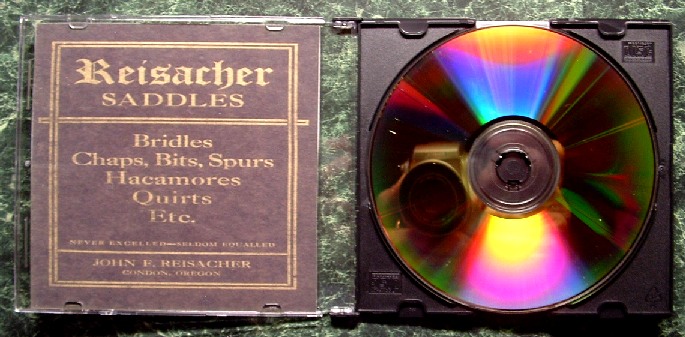 Reisacher
SADDLES
Bridles
Chaps, Bits, Spurs
Hacamores
Quirts
Etc.
NEVER EXCELLED—SELDOM EQUALLED
JOHN F. REISACHER
CONDON, OREGON